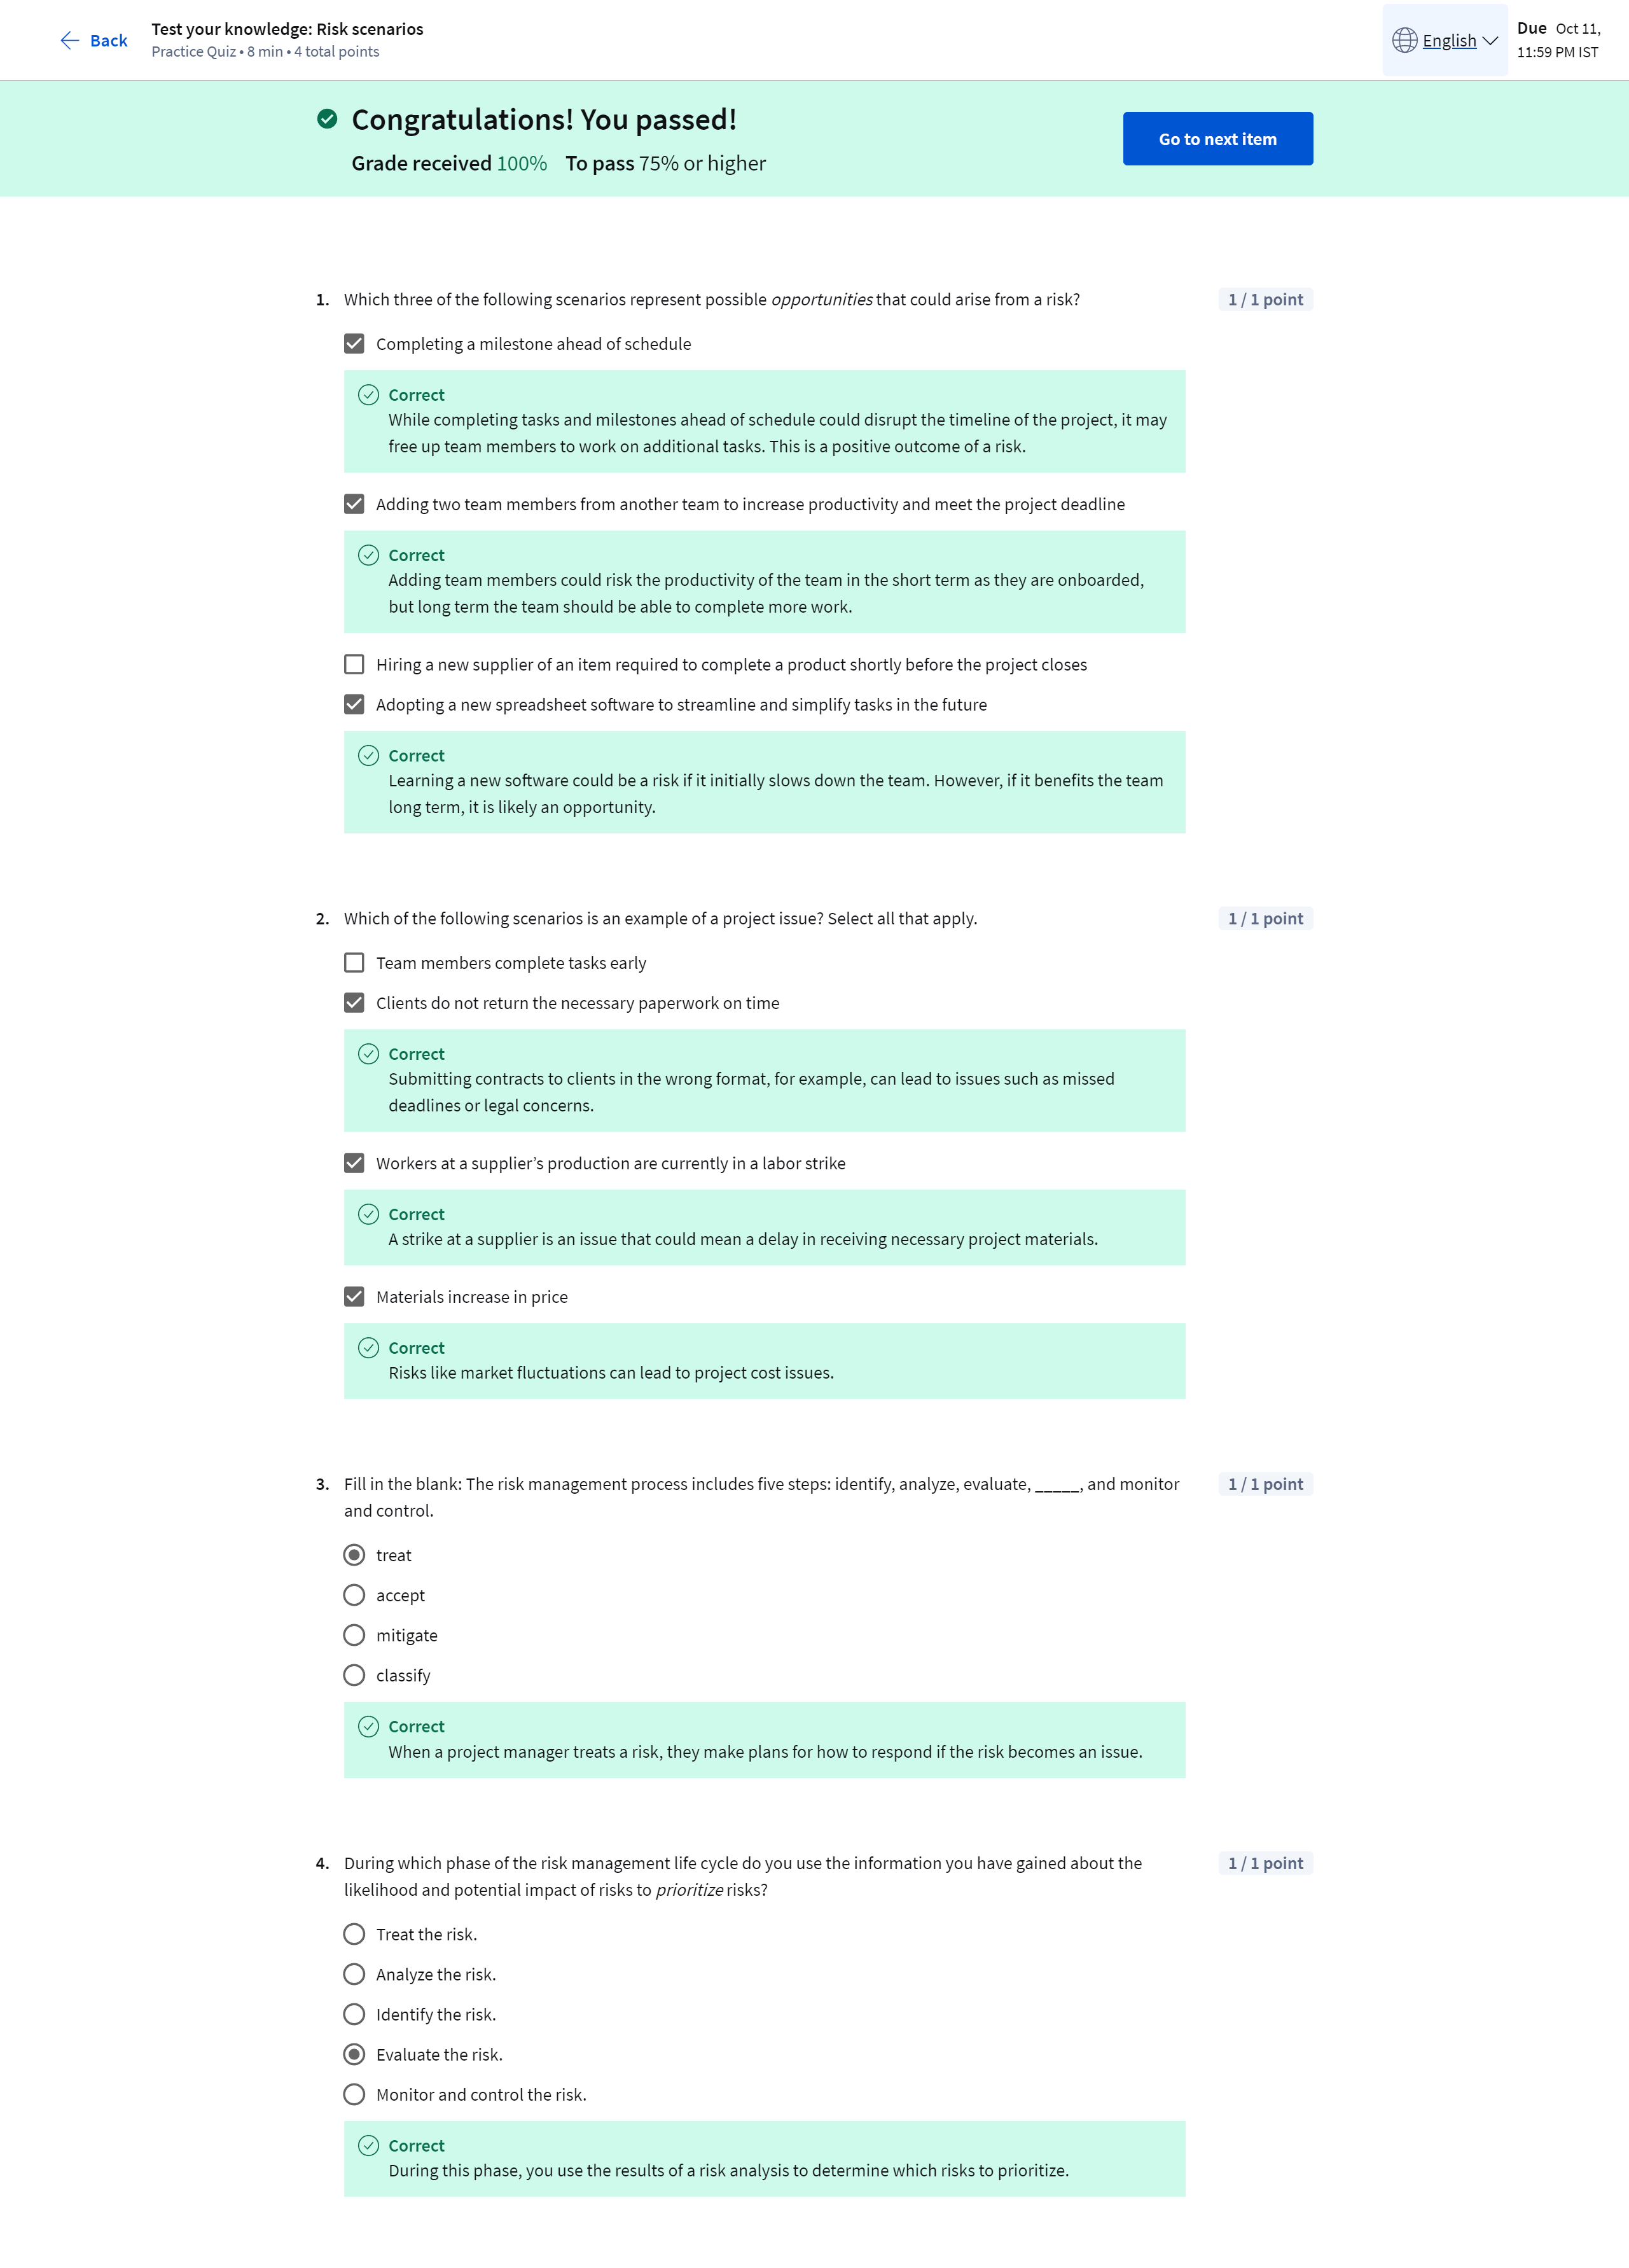 Back
Test your knowledge: Risk scenarios
Practice Quiz • 8 min • 4 total points
English
Due Oct 11,
11:59 PM IST
Congratulations! You passed!
Grade received 100% To pass 75% or higher
Go to next item
1. Which three of the following scenarios represent possible opportunities that could arise from a risk?
1 / 1 point
Completing a milestone ahead of schedule
Correct
While completing tasks and milestones ahead of schedule could disrupt the timeline of the project, it may
free up team members to work on additional tasks. This is a positive outcome of a risk.
Adding two team members from another team to increase productivity and meet the project deadline
Correct
Adding team members could risk the productivity of the team in the short term as they are onboarded,
but long term the team should be able to complete more work.
Hiring a new supplier of an item required to complete a product shortly before the project closes
Adopting a new spreadsheet software to streamline and simplify tasks in the future
Correct
Learning a new software could be a risk if it initially slows down the team. However, if it benefits the team
long term, it is likely an opportunity.
2. Which of the following scenarios is an example of a project issue? Select all that apply.
1 / 1 point
Team members complete tasks early
Clients do not return the necessary paperwork on time
Correct
Submitting contracts to clients in the wrong format, for example, can lead to issues such as missed
deadlines or legal concerns.
Workers at a supplier’s production are currently in a labor strike
Correct
A strike at a supplier is an issue that could mean a delay in receiving necessary project materials.
Materials increase in price
Correct
Risks like market fluctuations can lead to project cost issues.
3. Fill in the blank: The risk management process includes five steps: identify, analyze, evaluate, _____, and monitor
and control.
1 / 1 point
treat
accept
mitigate
classify
Correct
When a project manager treats a risk, they make plans for how to respond if the risk becomes an issue.
4. During which phase of the risk management life cycle do you use the information you have gained about the
likelihood and potential impact of risks to prioritize risks?
1 / 1 point
Treat the risk.
Analyze the risk.
Identify the risk.
Evaluate the risk.
Monitor and control the risk.
Correct
During this phase, you use the results of a risk analysis to determine which risks to prioritize.